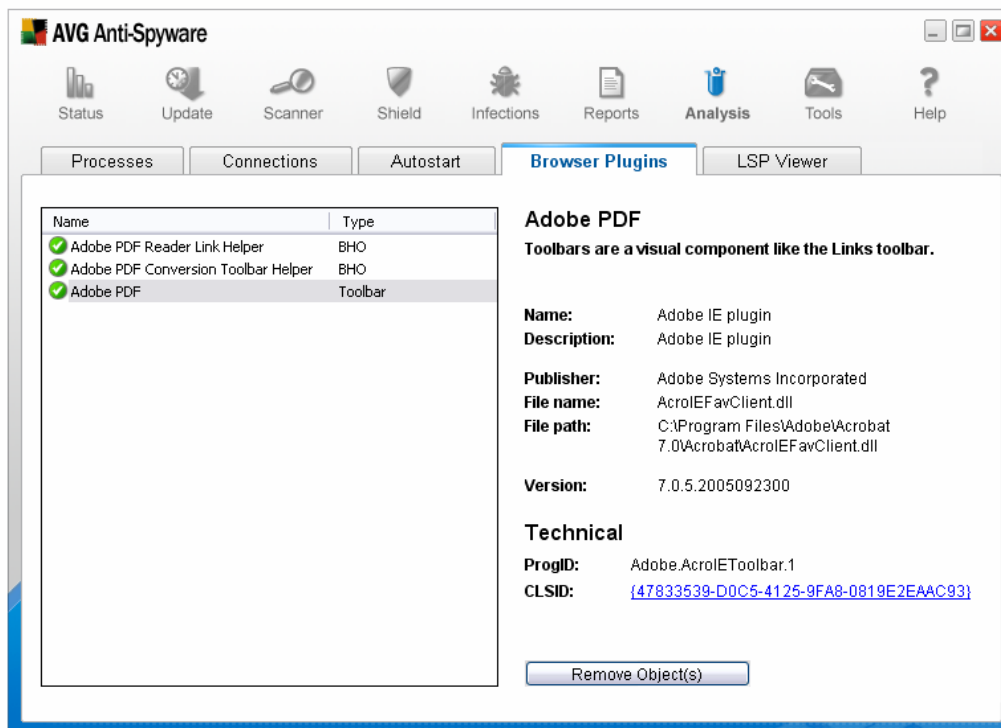 AVG Anti-Spyware
Status Update Scanner Shield Infections Reports Analysis Tools Help
Processes Connections Autostart Browser Plugins LSP Viewer
Name Type
Adobe PDF Reader Link Helper BHO
Adobe PDF Conversion Toolbar Helper BHO
Adobe PDF Toolbar
Adobe PDF
Toolbars are a visual component like the Links toolbar.
Name: Adobe IE plugin
Description: Adobe IE plugin
Publisher: Adobe Systems Incorporated
File name: AcroIEFavClient.dll
File path: C:\Program Files\Adobe\Acrobat
7.0\Acrobat\AcroIEFavClient.dll
Version: 7.0.5.2005092300
Technical
ProgID: Adobe.AcroIEToolbar.1
CLSID: {47833539-D0C5-4125-9FA8-0819E2EAAC93}
Remove Object(s)